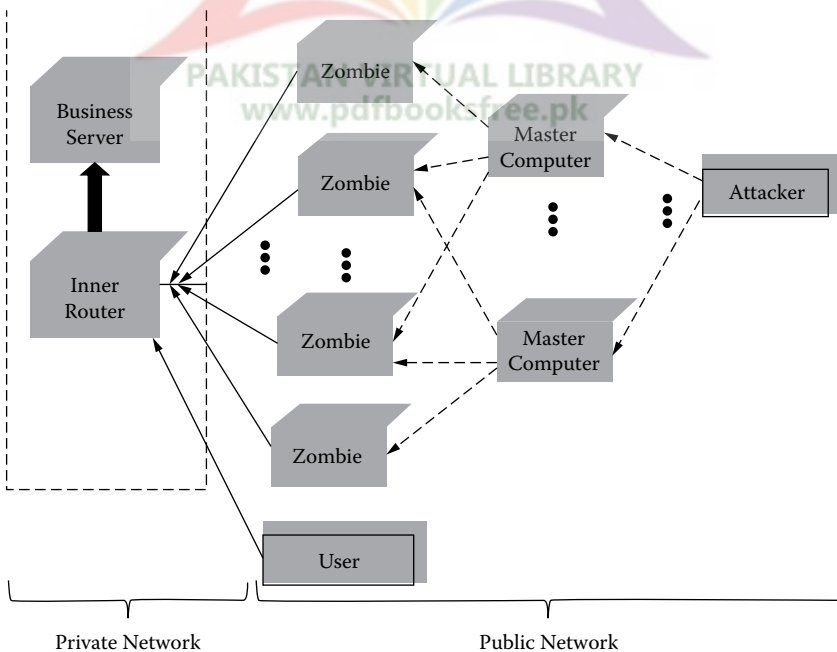 PAKISTAN VIRTUAL LIBRARY
www.pdfbooksfree.pk
Zombie
Business
Server
Master
Computer
Zombie
Attacker
Inner
Router
Zombie
Master
Computer
Zombie
User
Private Network
Public Network